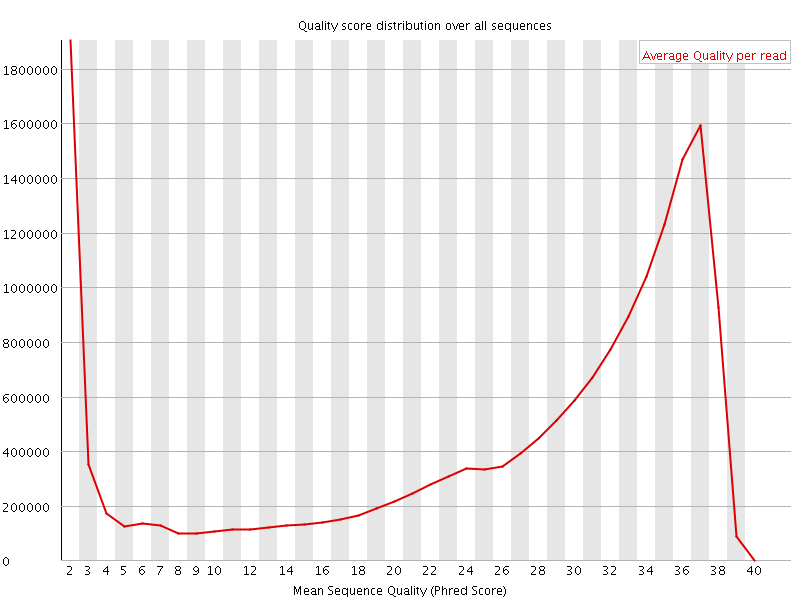 Quality score distribution over all sequences
Average Quality per read
1800000
1600000
1400000
1200000
1000000
800000
600000
400000
200000
0
2 3 4 5 6 7 8 9 10 12 14 16 18 20 22 24 26 28 30 32 34 36 38 40
Mean Sequence Quality (Phred Score)